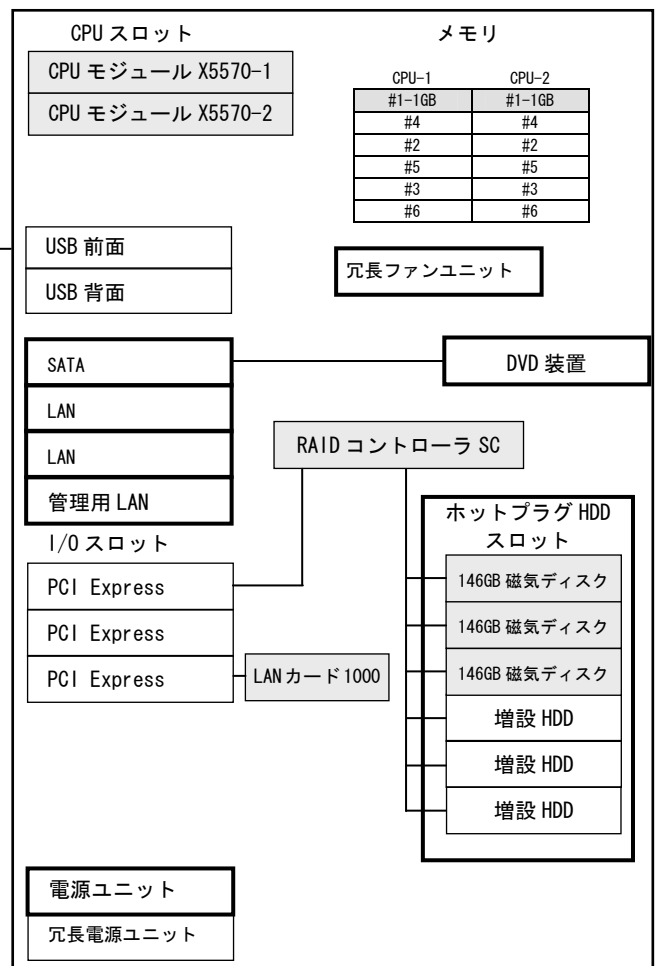 CPU スロット
CPU モジュール X5570-1
CPU モジュール X5570-2
メモリ
CPU-1 CPU-2
#1-1GB #1-1GB
#4 #4
#2 #2
#5 #5
#3 #3
#6 #6
USB 前面
USB 背面
冗長ファンユニット
SATA
DVD 装置
LAN
LAN
管理用 LAN
RAID コントローラ SC
I/O スロット
PCI Express
PCI Express
PCI Express
LAN カード 1000
ホットプラグ HDD
スロット
146GB 磁気ディスク
146GB 磁気ディスク
146GB 磁気ディスク
増設 HDD
増設 HDD
増設 HDD
電源ユニット
冗長電源ユニット